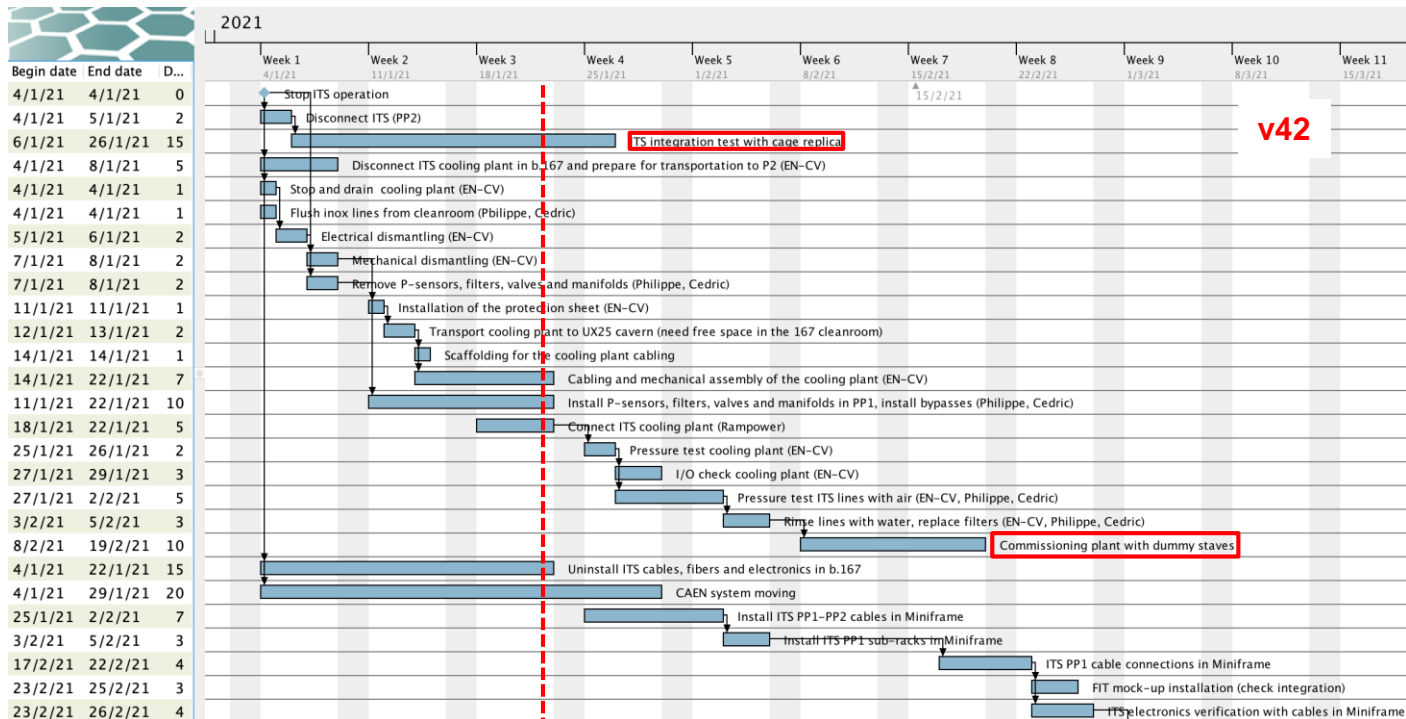 2021
Begin date End date D...
Week 1 Week 2 Week 3 Week 4 Week 5 Week 6 Week 7 Week 8 Week 9 Week 10 Week 11
4/1/21 11/1/21 18/1/21 25/1/21 1/2/21 8/2/21 15/2/21 22/2/21 1/3/21 8/3/21 15/3/21
4/1/21 4/1/21 0 Stop ITS operation 15/2/21
v42
4/1/21 5/1/21 2 Disconnect ITS (PP2)
6/1/21 26/1/21 15 TS integration test with cage replica
4/1/21 8/1/21 5 Disconnect ITS cooling plant in b.167 and prepare for transportation to P2 (EN-CV)
4/1/21 4/1/21 1 Stop and drain cooling plant (EN-CV)
4/1/21 4/1/21 1 Flush inox lines from cleanroom (Pbilippe, Cedric)
5/1/21 6/1/21 2 Electrical dismantling (EN-CV)
7/1/21 8/1/21 2 Mechanical dismantling (EN-CV)
7/1/21 8/1/21 2 Remove P-sensors, filters, valves and manifolds (Philippe, Cedric)
11/1/21 11/1/21 1 Installation of the protection sheet (EN-CV)
12/1/21 13/1/21 2 Transport cooling plant to UX25 cavern (need free space in the 167 cleanroom)
14/1/21 14/1/21 1 Scaffolding for the cooling plant cabling
14/1/21 22/1/21 7 Cabling and mechanical assembly of the cooling plant (EN-CV)
11/1/21 22/1/21 10 Install P-sensors, filters, valves and manifolds in PP1, install bypasses (Philippe, Cedric)
18/1/21 22/1/21 5 Connect ITS cooling plant (Rampower)
25/1/21 26/1/21 2 Pressure test cooling plant (EN-CV)
27/1/21 29/1/21 3 I/O check cooling plant (EN-CV)
27/1/21 2/2/21 5 Pressure test ITS lines with air (EN-CV, Philippe, Cedric)
3/2/21 5/2/21 3 Rinse lines with water, replace filters (EN-CV, Philippe, Cedric)
8/2/21 19/2/21 10 Commissioning plant with dummy staves
4/1/21 22/1/21 15 Uninstall ITS cables, fibers and electronics in b.167
4/1/21 29/1/21 20 CAEN system moving
25/1/21 2/2/21 7 Install ITS PP1-PP2 cables in Miniframe
3/2/21 5/2/21 3 Install ITS PP1 sub-racks in Miniframe
17/2/21 22/2/21 4 ITS PP1 cable connections in Miniframe
23/2/21 25/2/21 3 FIT mock-up installation (check integration)
23/2/21 26/2/21 4 ITS electronics verification with cables in Miniframe